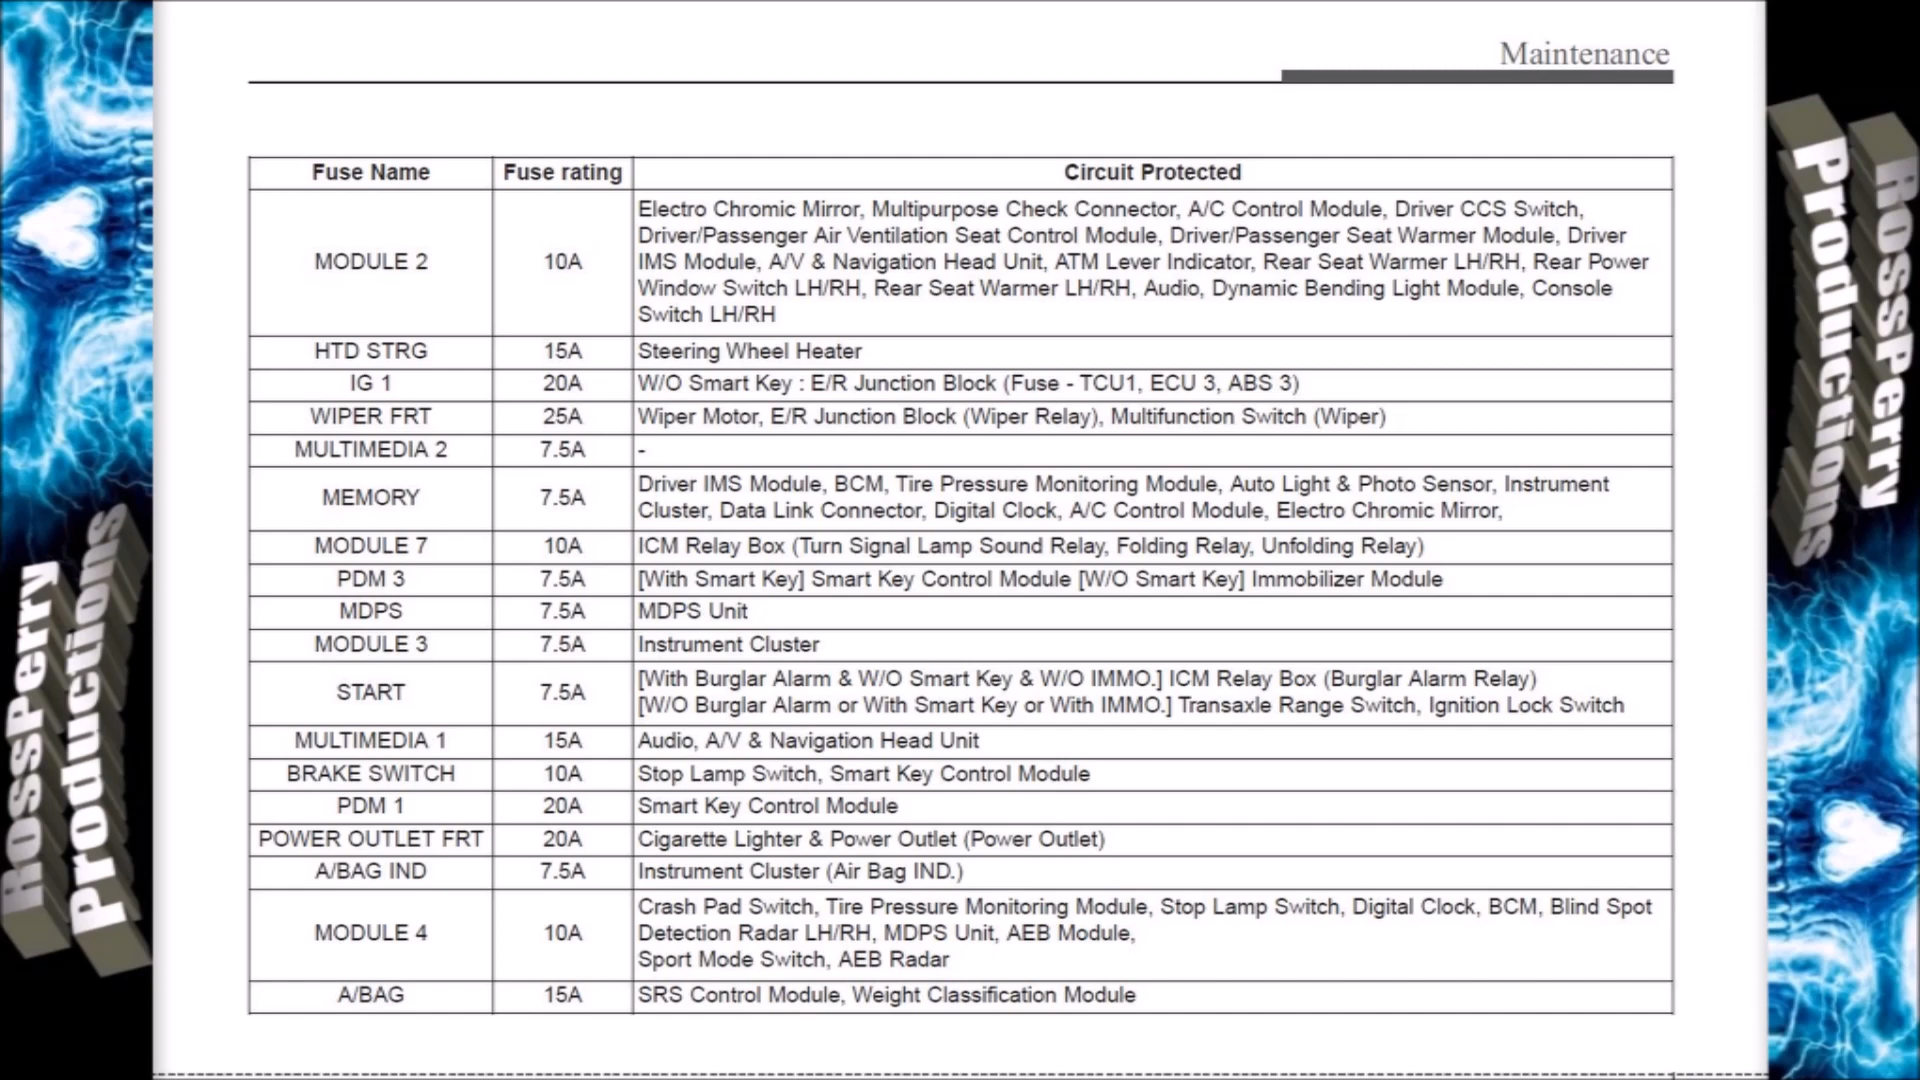 Maintenance
Fuse Name Fuse rating Circuit Protected
MODULE 2 10A Electro Chromic Mirror, Multipurpose Check Connector, A/C Control Module, Driver CCS Switch,
Driver/Passenger Air Ventilation Seat Control Module, Driver/Passenger Seat Warmer Module, Driver
IMS Module, A/V & Navigation Head Unit, ATM Lever Indicator, Rear Seat Warmer LH/RH, Rear Power
Window Switch LH/RH, Rear Seat Warmer LH/RH, Audio, Dynamic Bending Light Module, Console
Switch LH/RH
HTD STRG 15A Steering Wheel Heater
IG 1 20A W/O Smart Key : E/R Junction Block (Fuse - TCU1, ECU 3, ABS 3)
WIPER FRT 25A Wiper Motor, E/R Junction Block (Wiper Relay), Multifunction Switch (Wiper)
MULTIMEDIA 2 7.5A -
MEMORY 7.5A Driver IMS Module, BCM, Tire Pressure Monitoring Module, Auto Light & Photo Sensor, Instrument
Cluster, Data Link Connector, Digital Clock, A/C Control Module, Electro Chromic Mirror,
MODULE 7 10A ICM Relay Box (Turn Signal Lamp Sound Relay, Folding Relay, Unfolding Relay)
PDM 3 7.5A [With Smart Key] Smart Key Control Module [W/O Smart Key] Immobilizer Module
MDPS 7.5A MDPS Unit
MODULE 3 7.5A Instrument Cluster
START 7.5A [With Burglar Alarm & W/O Smart Key & W/O IMMO.] ICM Relay Box (Burglar Alarm Relay)
[W/O Burglar Alarm or With Smart Key or With IMMO.] Transaxle Range Switch, Ignition Lock Switch
MULTIMEDIA 1 15A Audio, A/V & Navigation Head Unit
BRAKE SWITCH 10A Stop Lamp Switch, Smart Key Control Module
PDM 1 20A Smart Key Control Module
POWER OUTLET FRT 20A Cigarette Lighter & Power Outlet (Power Outlet)
A/BAG IND 7.5A Instrument Cluster (Air Bag IND.)
MODULE 4 10A Crash Pad Switch, Tire Pressure Monitoring Module, Stop Lamp Switch, Digital Clock, BCM, Blind Spot
Detection Radar LH/RH, MDPS Unit, AEB Module,
Sport Mode Switch, AEB Radar
A/BAG 15A SRS Control Module, Weight Classification Module
RossPerry
Productions
RossPerry
Productions